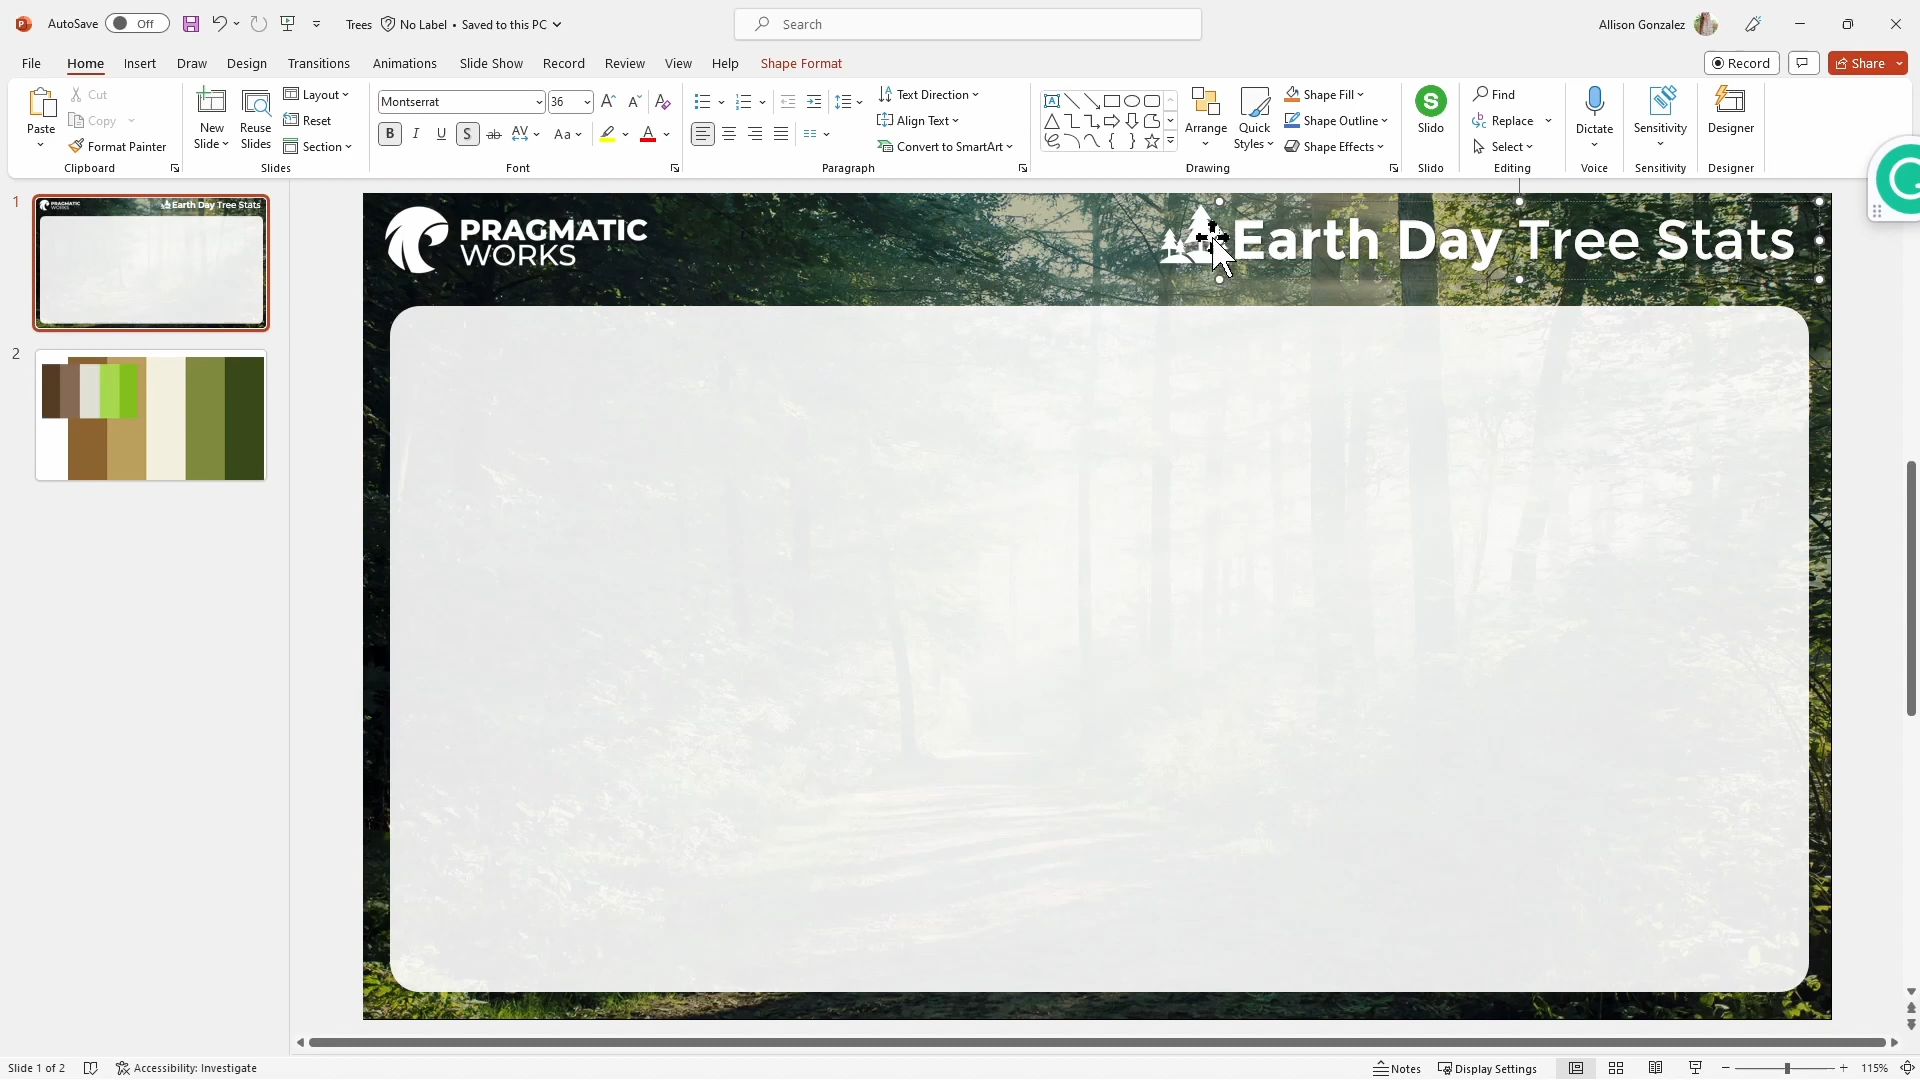 AutoSave Off Trees No Label • Saved to this PC Search Allison Gonzalez
File Home Insert Draw Design Transitions Animations Slide Show Record Review View Help Shape Format Record Share
Paste
Cut
Copy
Format Painter
Clipboard
New Slide
Reuse Slides
Layout
Reset
Section
Slides
Montserrat 36
B I U S ab AV Aa A
Font
Text Direction
Align Text
Convert to SmartArt
Paragraph
Arrange
Quick Styles
Shape Fill
Shape Outline
Shape Effects
Drawing
S
Slido
Slido
Find
Replace
Select
Editing
Dictate
Voice
Sensitivity
Sensitivity
Designer
Designer
1
PRAGMATIC
WORKS
Earth Day Tree Stats
2
PRAGMATIC
WORKS
Earth Day Tree Stats
Slide 1 of 2 Accessibility: Investigate Notes Display Settings 115%